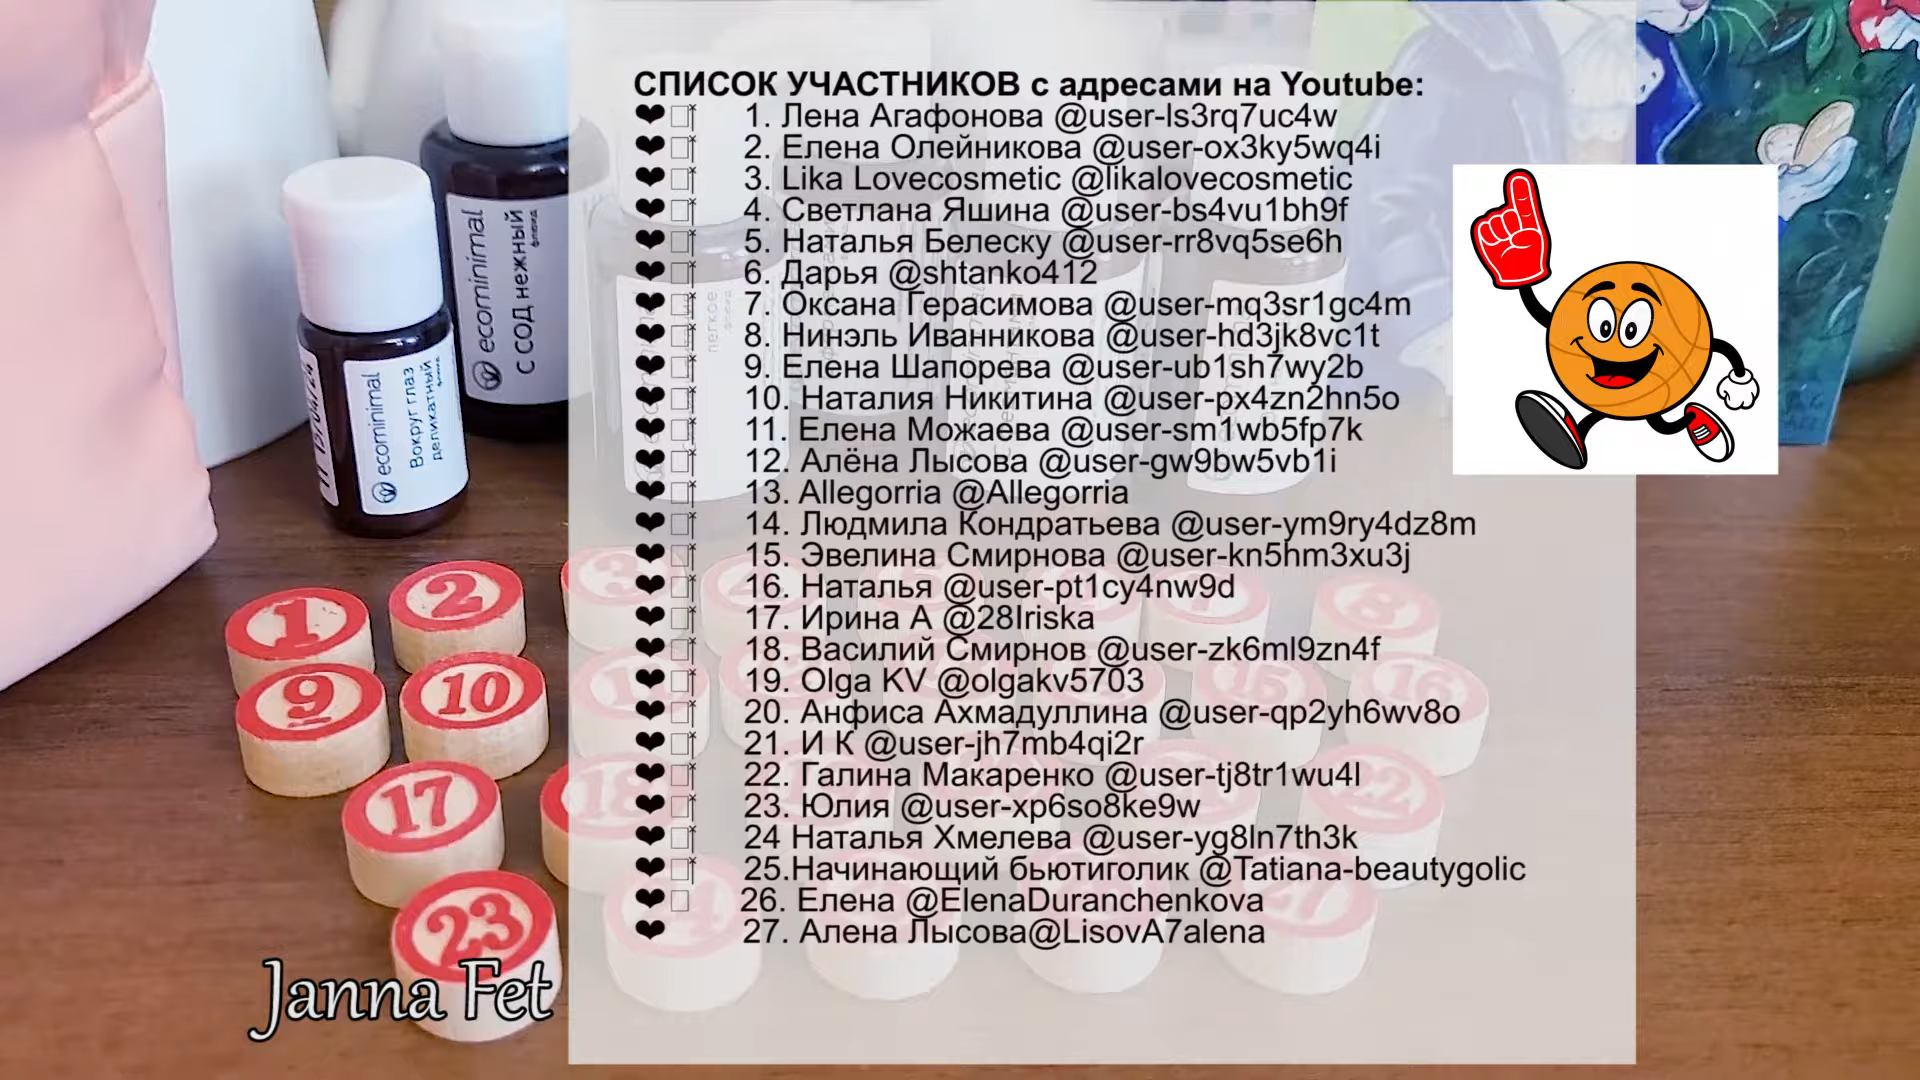 СПИСОК УЧАСТНИКОВ с адресами на Youtube:
❤ 1. Лена Агафонова @user-ls3rq7uc4w
❤ 2. Елена Олейникова @user-ox3ky5wq4i
❤ 3. Lika Lovecosmetic @likalovecosmetic
❤ 4. Светлана Яшина @user-bs4vu1bh9f
❤ 5. Наталья Белеску @user-rr8vq5se6h
❤ 6. Дарья @shtanko412
❤ 7. Оксана Герасимова @user-mq3sr1gc4m
❤ 8. Нинэль Иванникова @user-hd3jk8vc1t
❤ 9. Елена Шапорева @user-ub1sh7wy2b
❤ 10. Наталия Никитина @user-px4zn2hn5o
❤ 11. Елена Можаева @user-sm1wb5fp7k
❤ 12. Алёна Лысова @user-gw9bw5vb1i
❤ 13. Allegorria @Allegorria
❤ 14. Людмила Кондратьева @user-ym9ry4dz8m
❤ 15. Эвелина Смирнова @user-kn5hm3xu3j
❤ 16. Наталья @user-pt1cy4nw9d
❤ 17. Ирина А @28Iriska
❤ 18. Василий Смирнов @user-zk6ml9zn4f
❤ 19. Olga KV @olgakv5703
❤ 20. Анфиса Ахмадуллина @user-qp2yh6wv8o
❤ 21. И К @user-jh7mb4qi2r
❤ 22. Галина Макаренко @user-tj8tr1wu4l
❤ 23. Юлия @user-xp6so8ke9w
❤ 24 Наталья Хмелева @user-yg8ln7th3k
❤ 25.Начинающий бьютиголик @Tatiana-beautygolic
❤ 26. Елена @ElenaDuranchenkova
❤ 27. Алена Лысова@LisovA7alena
ecominimal
С СОД нежный
флюид
ecominimal
Вокруг глаз
деликатный
1
2
9
10
17
23
Janna Fet